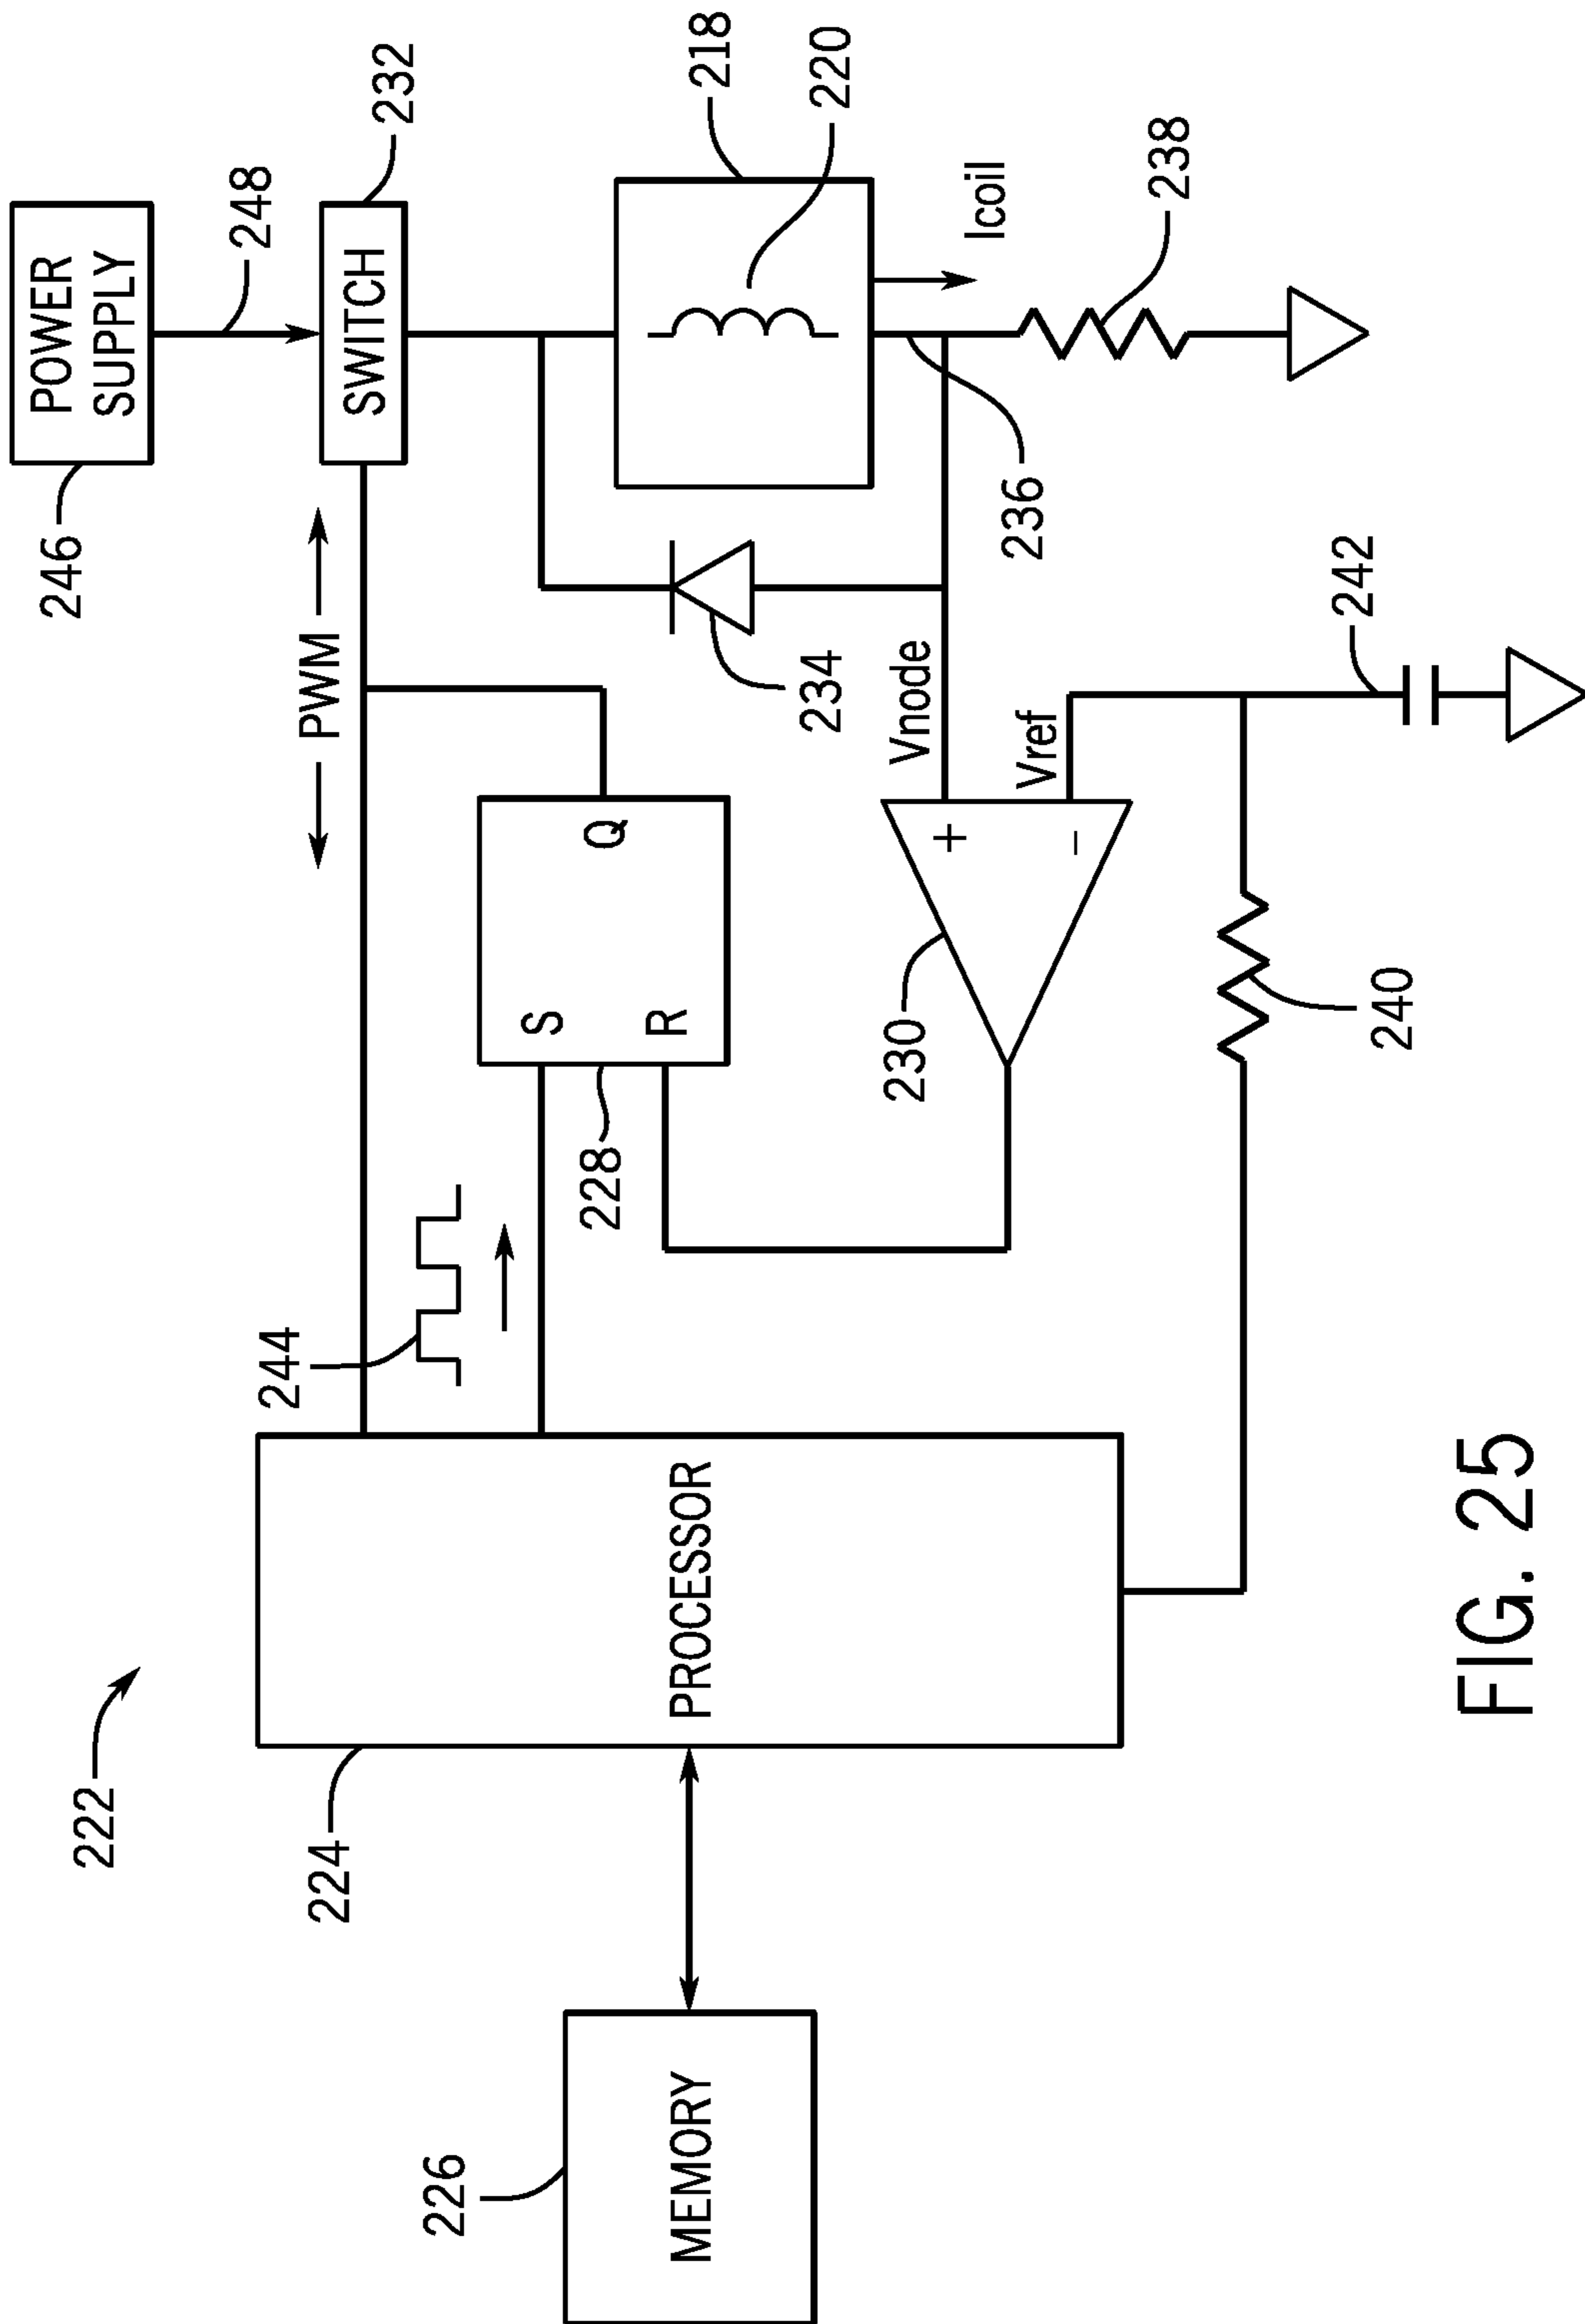 222
224
226
MEMORY
PROCESSOR
244
228
S
R
Q
PWM
246
POWER
SUPPLY
248
SWITCH
232
218
220
Icoil
234
236
238
Vnode
Vref
+
−
230
240
242
FIG. 25